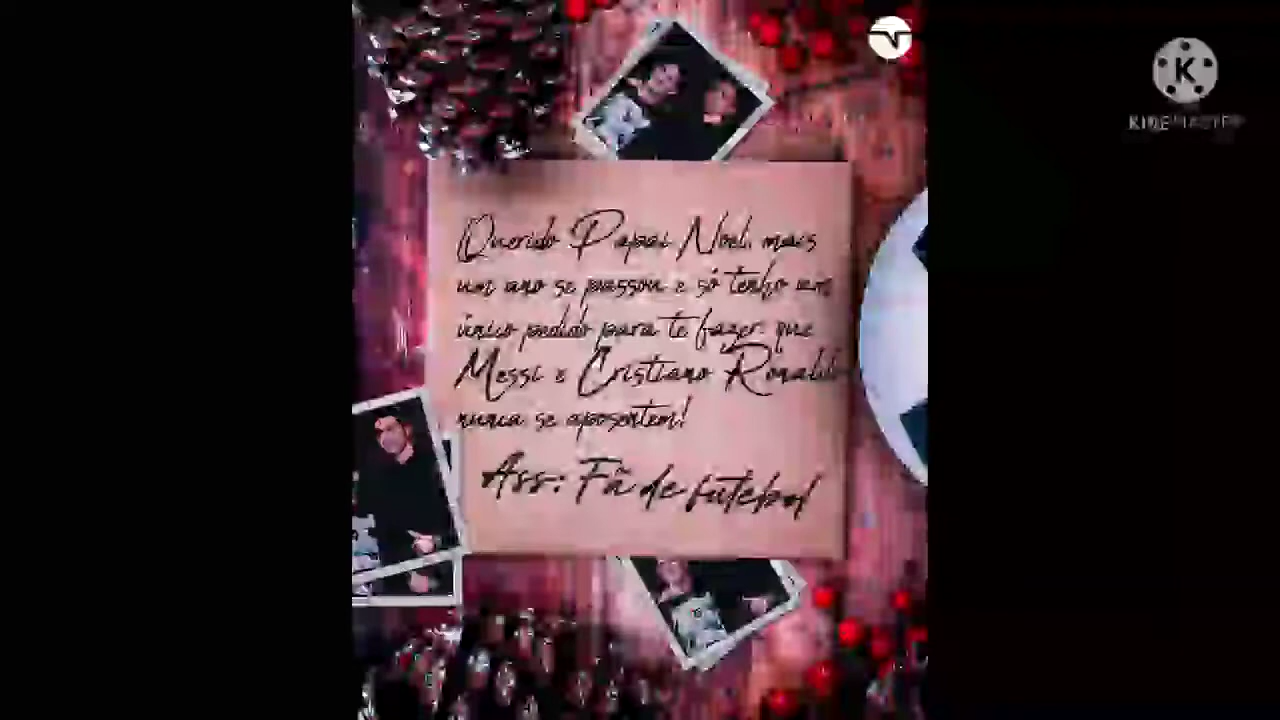 Querido Papai Noel, mais
um ano se passou e só tenho um
único pedido para te fazer: que
Messi e Cristiano Ronaldo
nunca se aposentem!
Ass: Fã de futebol
K
KINEMASTER